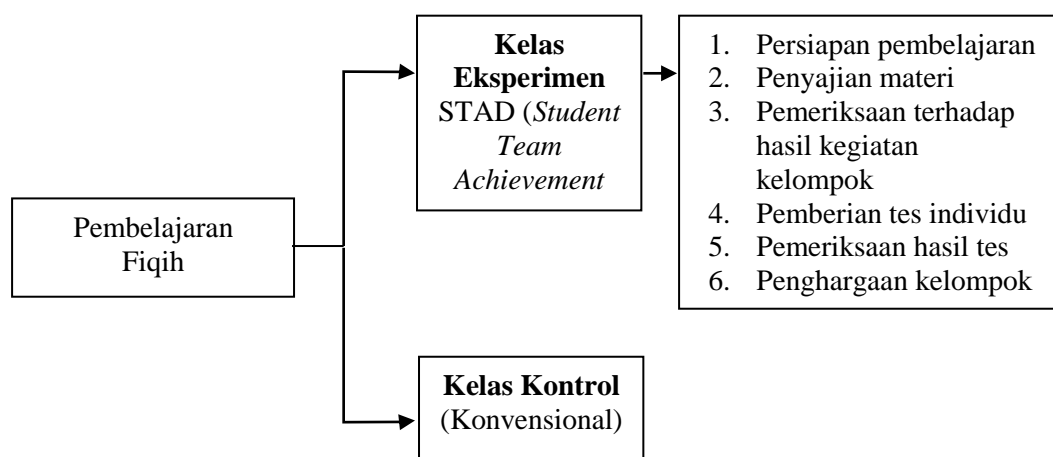 Pembelajaran
Fiqih
Kelas
Eksperimen
STAD (Student
Team
Achievement
1. Persiapan pembelajaran
2. Penyajian materi
3. Pemeriksaan terhadap
hasil kegiatan
kelompok
4. Pemberian tes individu
5. Pemeriksaan hasil tes
6. Penghargaan kelompok
Kelas Kontrol
(Konvensional)